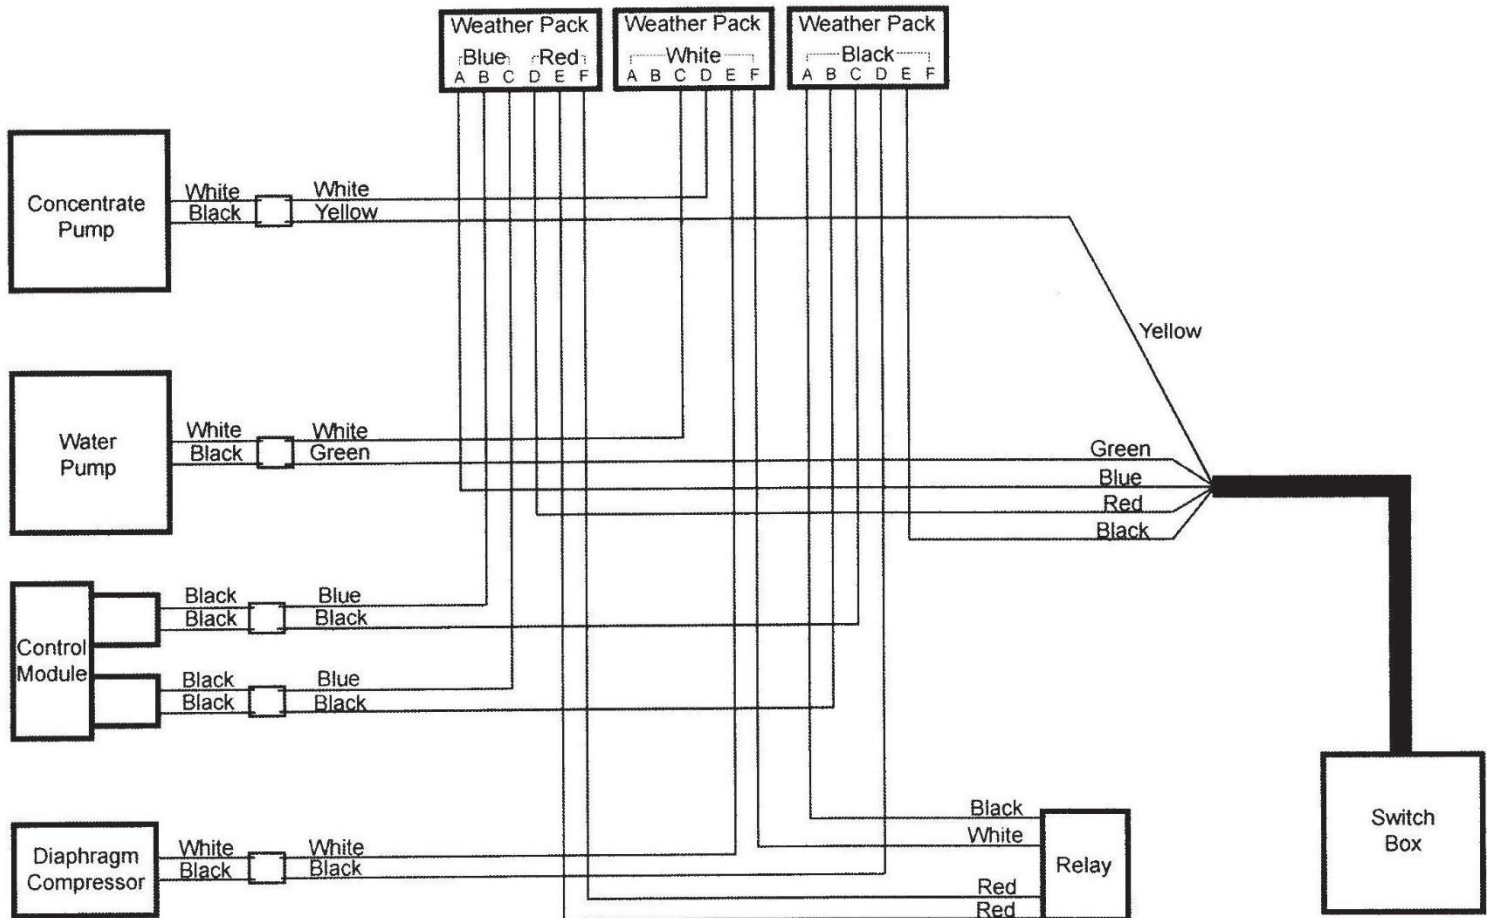 Weather Pack
Blue Red
A B C D E F
Weather Pack
White
A B C D E F
Weather Pack
Black
A B C D E F
Concentrate
Pump
White
Black
White
Yellow
Yellow
Water
Pump
White
Black
White
Green
Green
Blue
Red
Black
Control
Module
Black
Black
Blue
Black
Black
Black
Blue
Black
Diaphragm
Compressor
White
Black
White
Black
Black
White
Red
Red
Relay
Switch
Box